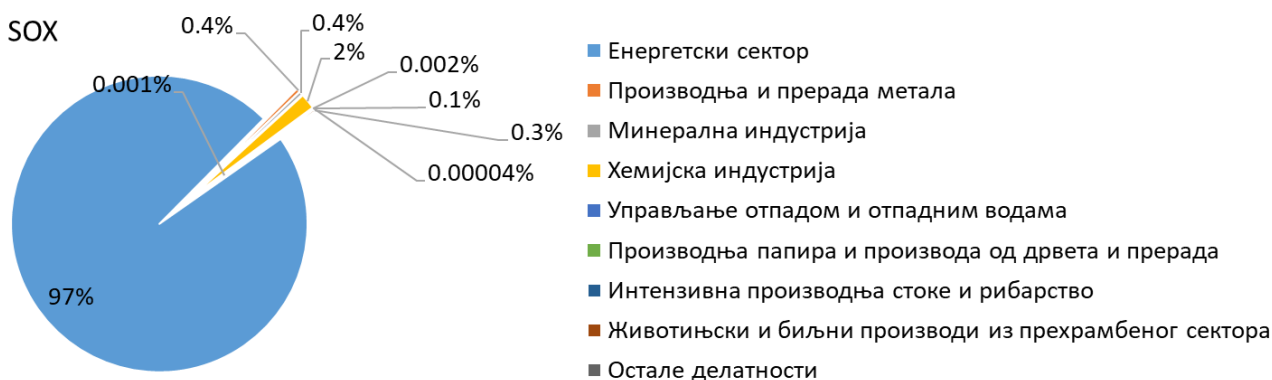 SOX
0.4%
0.4%
2%
0.002%
0.001%
0.1%
0.3%
0.00004%
97%
Енергетски сектор
Производња и прерада метала
Минерална индустрија
Хемијска индустрија
Управљање отпадом и отпадним водама
Производња папира и производа од дрвета и прерада
Интензивна производња стоке и рибарство
Животињски и биљни производи из прехрамбеног сектора
Остале делатности